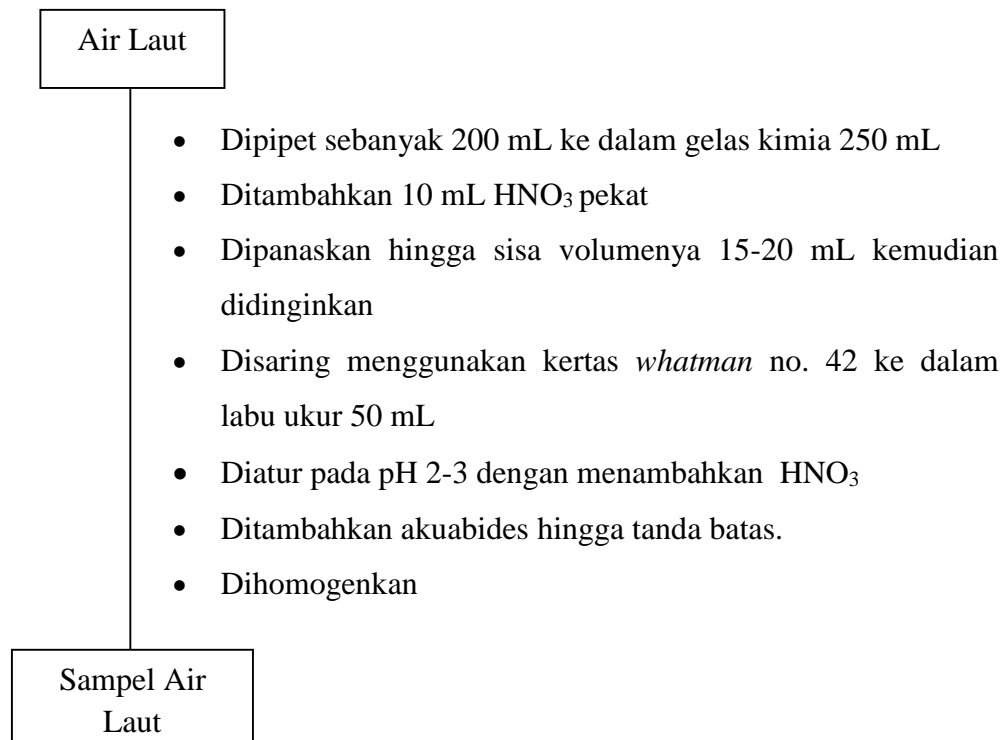 Air Laut
• Dipipet sebanyak 200 mL ke dalam gelas kimia 250 mL
• Ditambahkan 10 mL HNO₃ pekat
• Dipanaskan hingga sisa volumenya 15-20 mL kemudian
didinginkan
• Disaring menggunakan kertas whatman no. 42 ke dalam
labu ukur 50 mL
• Diatur pada pH 2-3 dengan menambahkan HNO₃
• Ditambahkan akuabides hingga tanda batas.
• Dihomogenkan
Sampel Air
Laut